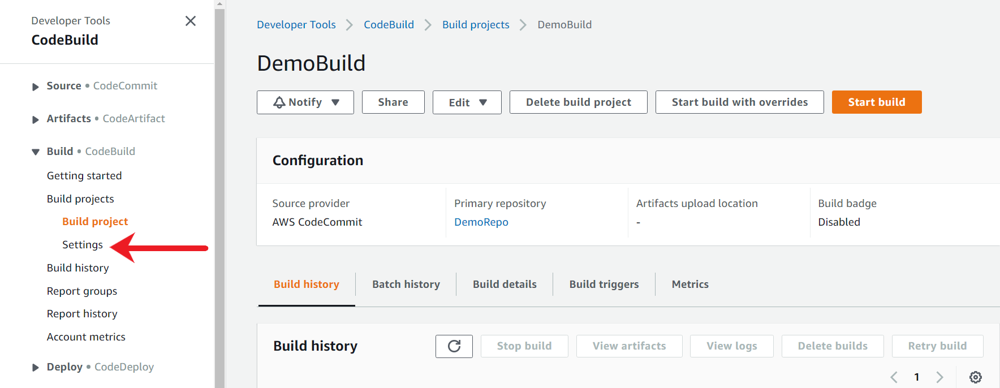 Developer Tools
CodeBuild
Source • CodeCommit
Artifacts • CodeArtifact
Build • CodeBuild
Getting started
Build projects
Build project
Settings
Build history
Report groups
Report history
Account metrics
Deploy • CodeDeploy
Developer Tools > CodeBuild > Build projects > DemoBuild
DemoBuild
Notify Share Edit Delete build project Start build with overrides Start build
Configuration
Source provider Primary repository Artifacts upload location Build badge
AWS CodeCommit DemoRepo - Disabled
Build history Batch history Build details Build triggers Metrics
Build history Stop build View artifacts View logs Delete builds Retry build
< 1 >